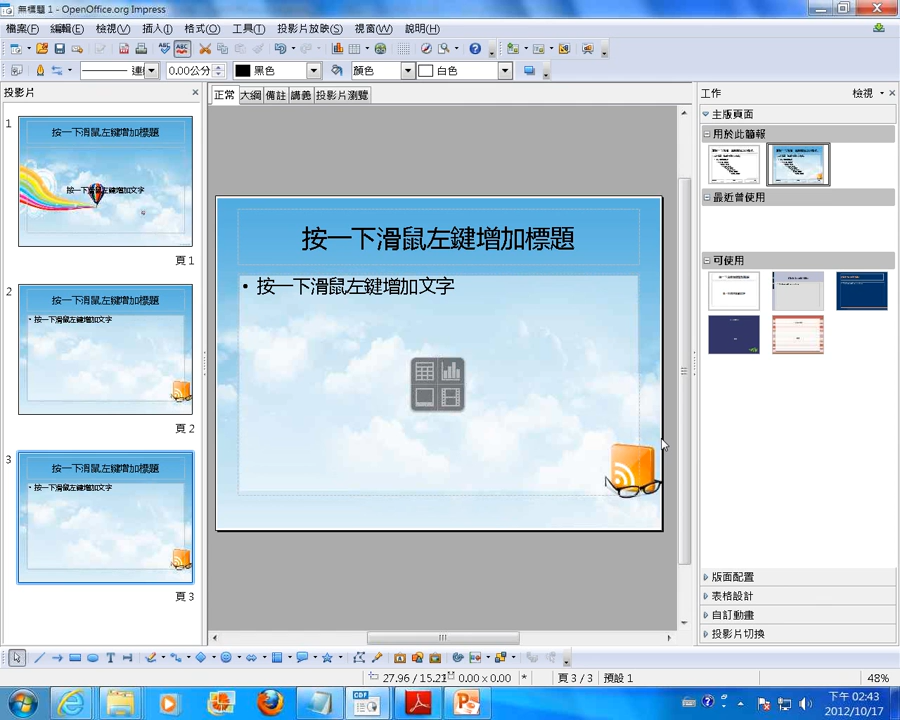 無標題 1 - OpenOffice.org Impress
檔案(F) 編輯(E) 檢視(V) 插入(I) 格式(O) 工具(T) 投影片放映(S) 視窗(W) 說明(H)
0.00公分 黑色 顏色 白色
投影片
正常 大綱 備註 講義 投影片瀏覽
工作 檢視
主版頁面
用於此簡報
最近曾使用
可使用
1
按一下滑鼠左鍵增加標題
按一下滑鼠左鍵增加文字
頁 1
2
按一下滑鼠左鍵增加標題
• 按一下滑鼠左鍵增加文字
頁 2
3
按一下滑鼠左鍵增加標題
• 按一下滑鼠左鍵增加文字
頁 3
按一下滑鼠左鍵增加標題
• 按一下滑鼠左鍵增加文字
版面配置
表格設計
自訂動畫
投影片切換
27.96 / 15.21 0.00 x 0.00 * 頁 3 / 3 預設 1 48%
下午 02:43
2012/10/17